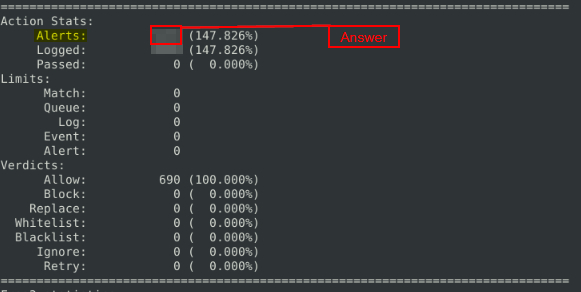 Action Stats:
Alerts: (147.826%) Answer
Logged: (147.826%)
Passed: 0 ( 0.000%)
Limits:
Match: 0
Queue: 0
Log: 0
Event: 0
Alert: 0
Verdicts:
Allow: 690 (100.000%)
Block: 0 ( 0.000%)
Replace: 0 ( 0.000%)
Whitelist: 0 ( 0.000%)
Blacklist: 0 ( 0.000%)
Ignore: 0 ( 0.000%)
Retry: 0 ( 0.000%)